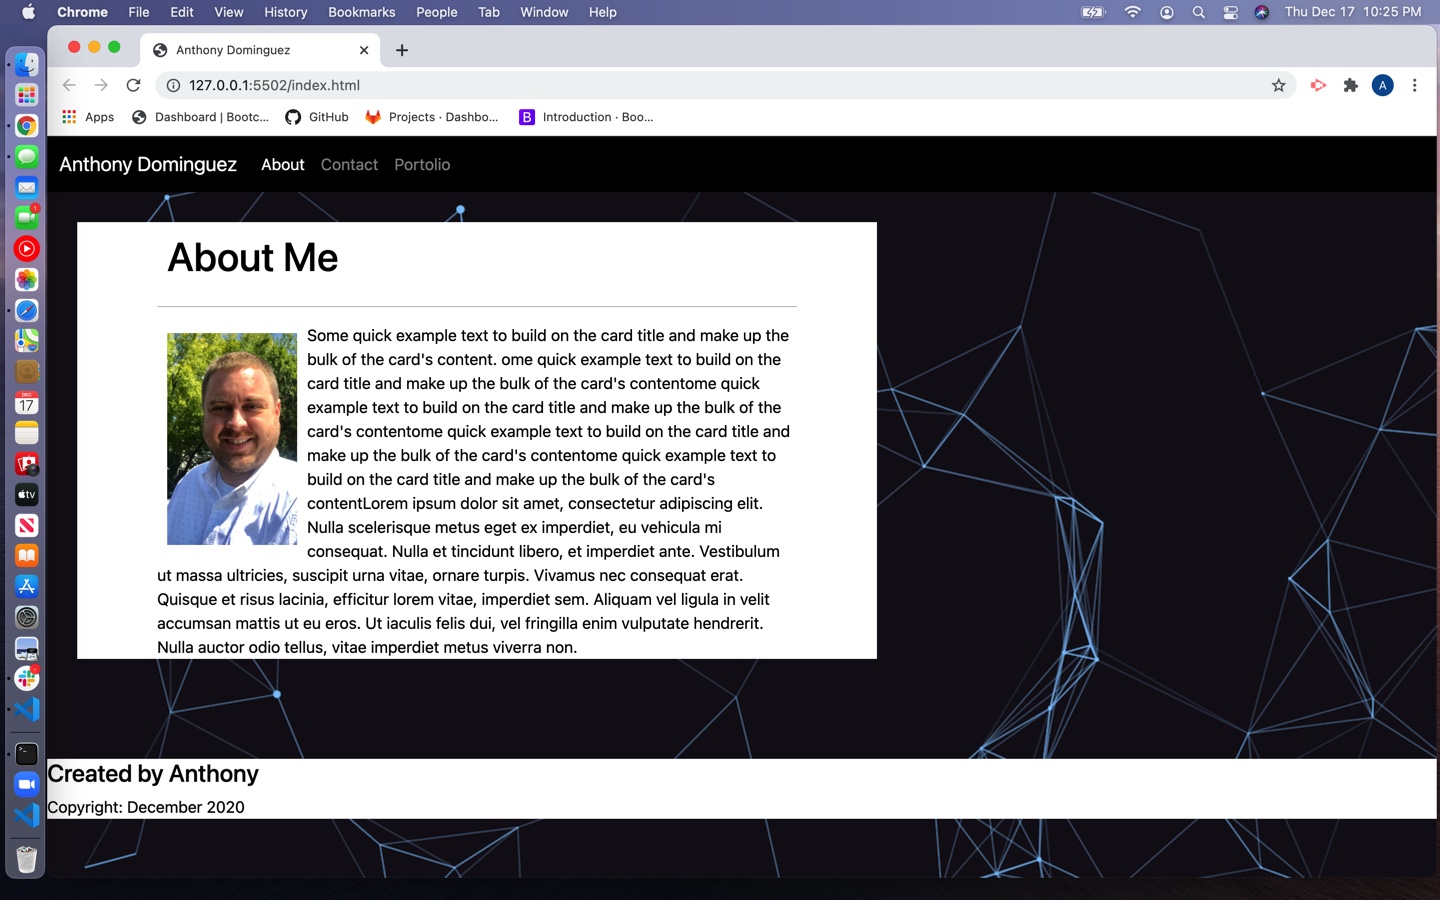 Chrome File Edit View History Bookmarks People Tab Window Help Thu Dec 17 10:25 PM
Anthony Dominguez
127.0.0.1:5502/index.html
A
Apps Dashboard | Bootc... GitHub Projects · Dashbo... B Introduction · Boo...
Anthony Dominguez About Contact Portolio
About Me
Some quick example text to build on the card title and make up the
bulk of the card's content. ome quick example text to build on the
card title and make up the bulk of the card's contentome quick
example text to build on the card title and make up the bulk of the
card's contentome quick example text to build on the card title and
make up the bulk of the card's contentome quick example text to
build on the card title and make up the bulk of the card's
contentLorem ipsum dolor sit amet, consectetur adipiscing elit.
Nulla scelerisque metus eget ex imperdiet, eu vehicula mi
consequat. Nulla et tincidunt libero, et imperdiet ante. Vestibulum
ut massa ultricies, suscipit urna vitae, ornare turpis. Vivamus nec consequat erat.
Quisque et risus lacinia, efficitur lorem vitae, imperdiet sem. Aliquam vel ligula in velit
accumsan mattis ut eu eros. Ut iaculis felis dui, vel fringilla enim vulputate hendrerit.
Nulla auctor odio tellus, vitae imperdiet metus viverra non.
Created by Anthony
Copyright: December 2020
DEC
17
tv